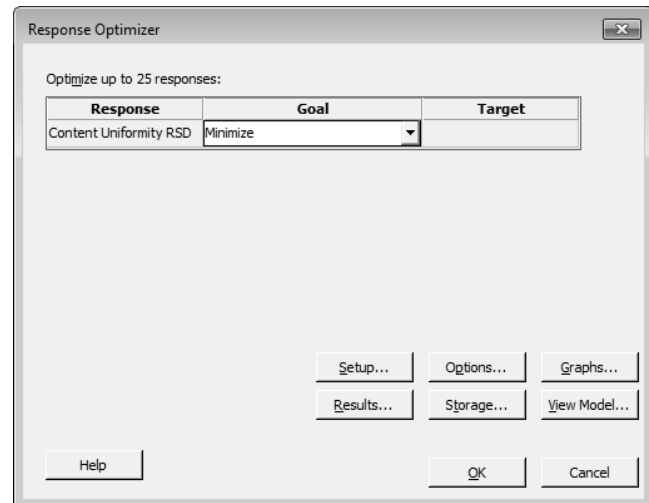 Response Optimizer
Optimize up to 25 responses:
Response Goal Target
Content Uniformity RSD Minimize
Setup... Options... Graphs...
Results... Storage... View Model...
Help OK Cancel